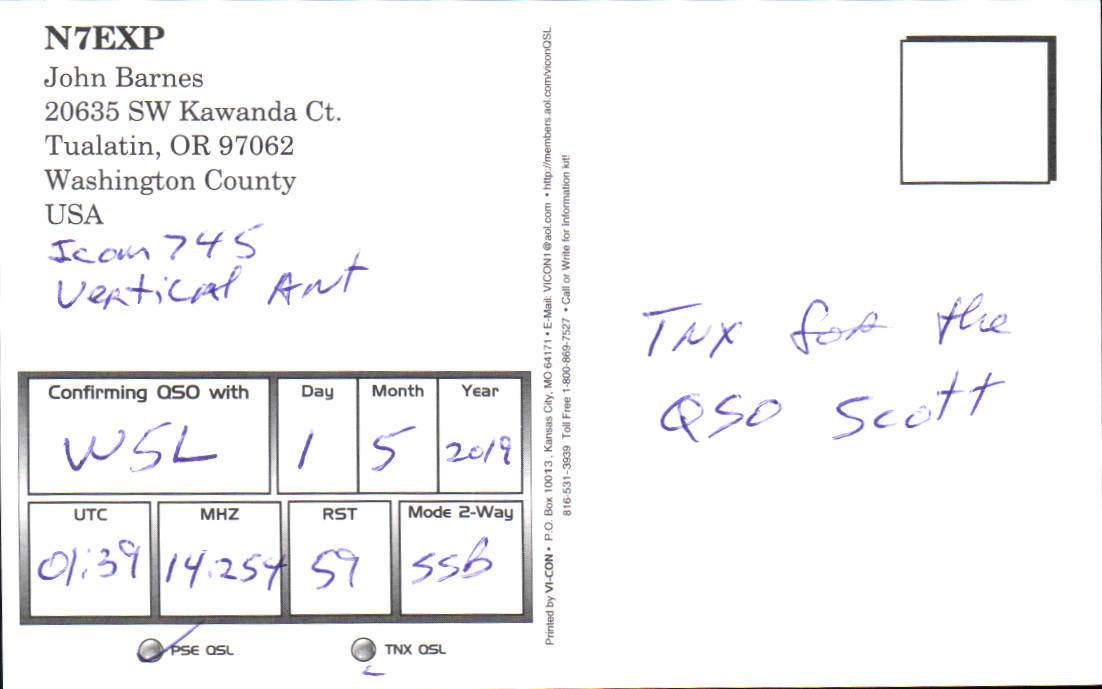 N7EXP
John Barnes
20635 SW Kawanda Ct.
Tualatin, OR 97062
Washington County
USA
Icom 745
Vertical Ant
Confirming QSO with
W5L
Day
1
Month
5
Year
2019
UTC
01:39
MHZ
14.254
RST
59
Mode 2-Way
SSB
PSE QSL
TNX QSL
Printed by VI-CON • P.O. Box 10013 , Kansas City, MO 64171 • E-Mail: VICON1@aol.com • http://members.aol.com/viconQSL
816-531-3939 Toll Free 1-800-869-7527 • Call or Write for Information kit!
TNX for the
QSO Scott